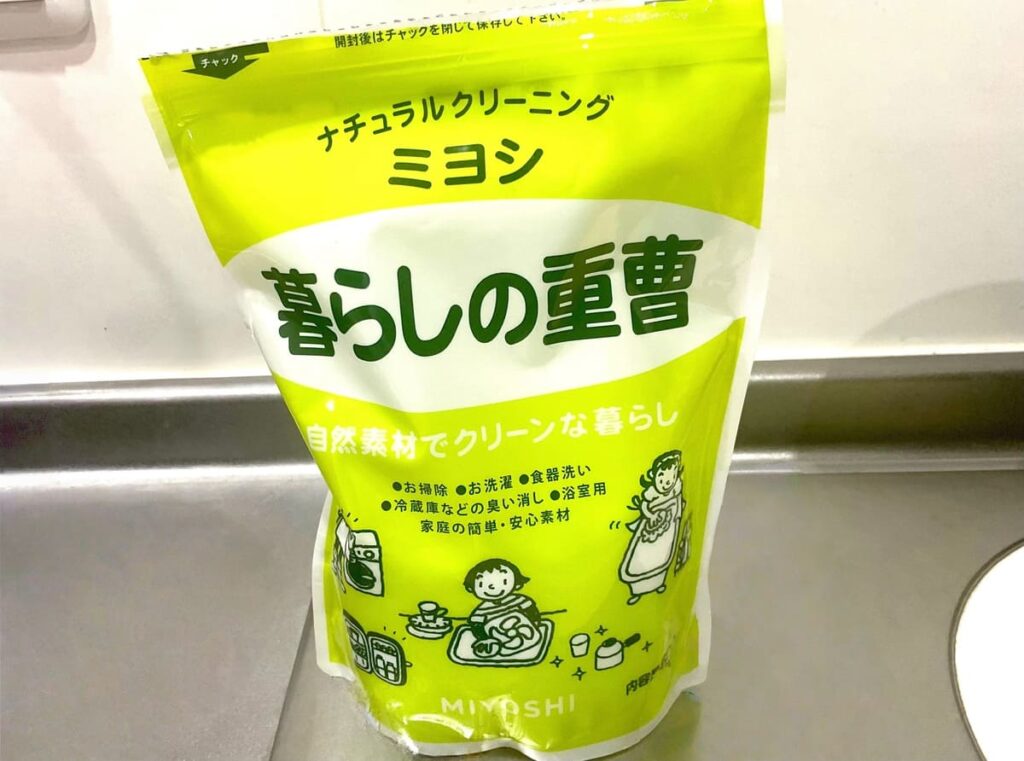 開封後はチャックを閉じて保存して下さい。
チャック
ナチュラルクリーニング
ミヨシ
暮らしの重曹
自然素材でクリーンな暮らし
●お掃除 ●お洗濯 ●食器洗い
●冷蔵庫などの臭い消し ●浴室用
家庭の簡単・安心素材
内容
MIYOSHI